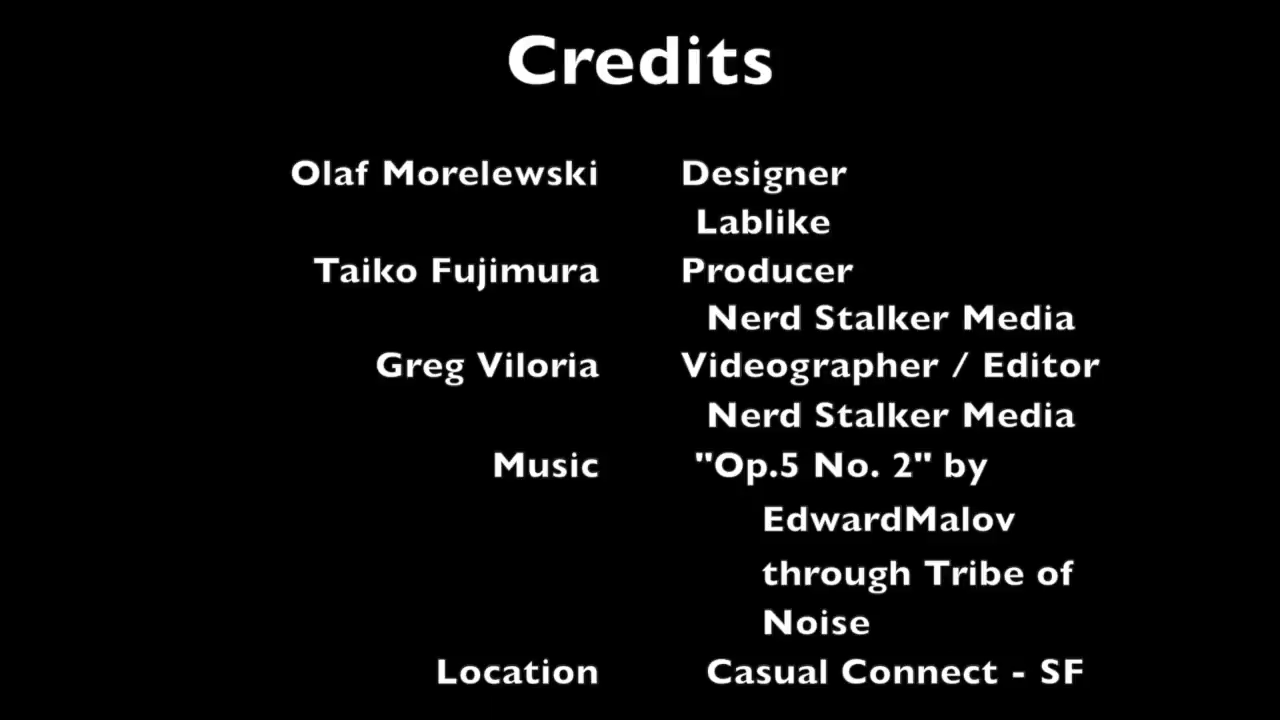 Credits
Olaf Morelewski Designer
Lablike
Taiko Fujimura Producer
Nerd Stalker Media
Greg Viloria Videographer / Editor
Nerd Stalker Media
Music "Op.5 No. 2" by
EdwardMalov
through Tribe of
Noise
Location Casual Connect - SF